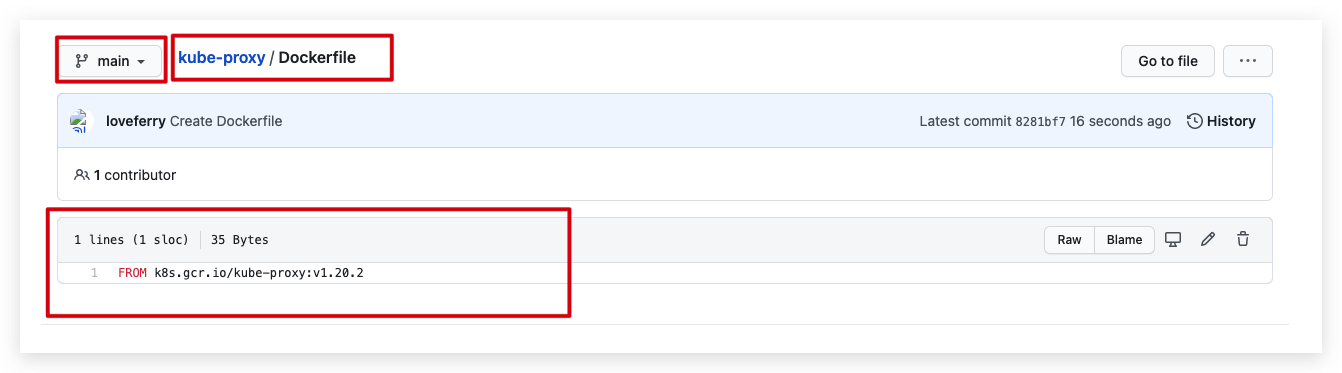 main kube-proxy / Dockerfile Go to file ...
loveferry Create Dockerfile Latest commit 8281bf7 16 seconds ago History
1 contributor
1 lines (1 sloc) 35 Bytes Raw Blame
1 FROM k8s.gcr.io/kube-proxy:v1.20.2